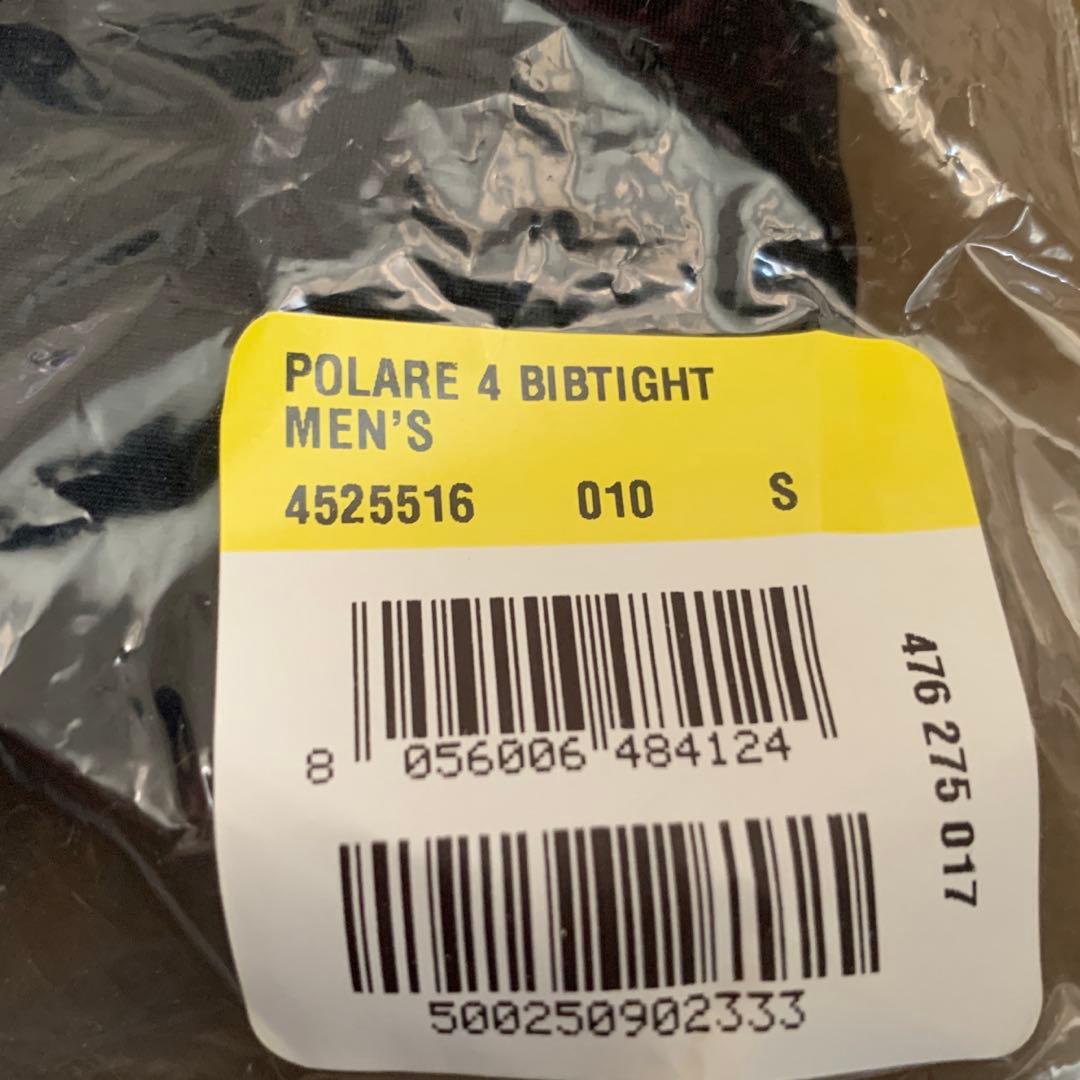 POLARE 4 BIBTIGHT
MEN'S
4525516 010 S
8 056006 484124
476 275 017
500250902333